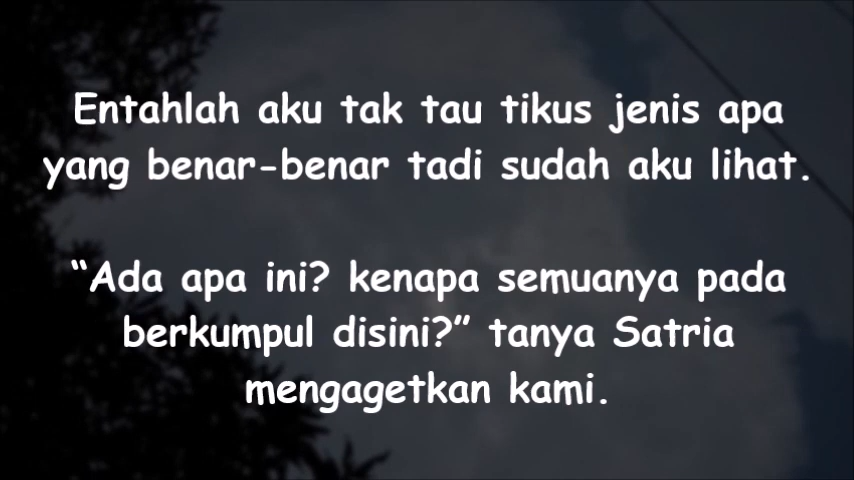 Entahlah aku tak tau tikus jenis apa
yang benar-benar tadi sudah aku lihat.
“Ada apa ini? kenapa semuanya pada
berkumpul disini?” tanya Satria
mengagetkan kami.